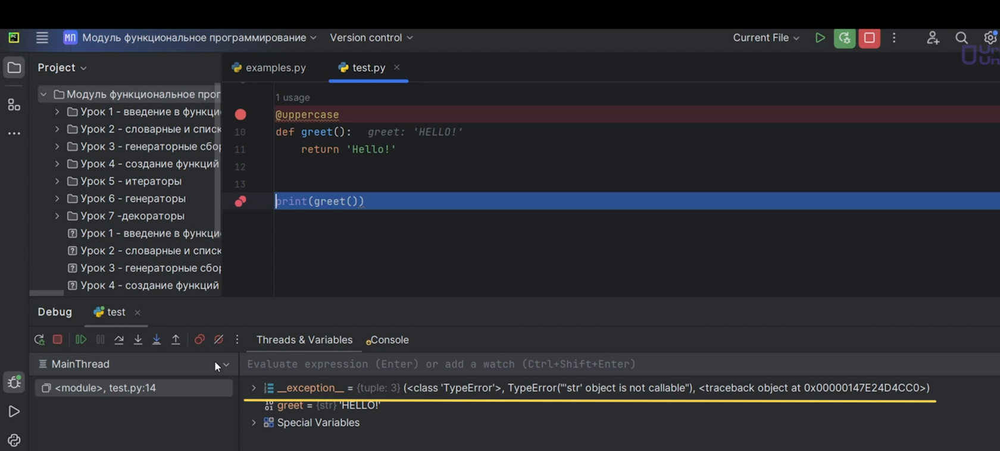 PC
МП Модуль функциональное программирование Version control Current File
Project
examples.py test.py
Модуль функциональное прог
Урок 1 - введение в функци
Урок 2 - словарные и списк
Урок 3 - генераторные сбор
Урок 4 - создание функций
Урок 5 - итераторы
Урок 6 - генераторы
Урок 7 -декораторы
Урок 1 - введение в функци
Урок 2 - словарные и списк
Урок 3 - генераторные сбор
Урок 4 - создание функций
1 usage
@uppercase
10 def greet(): greet: 'HELLO!'
11 return 'Hello!'
12
13
print(greet())
Debug test
Threads & Variables Console
MainThread
<module>, test.py:14
Evaluate expression (Enter) or add a watch (Ctrl+Shift+Enter)
__exception__ = {tuple: 3} (<class 'TypeError'>, TypeError("'str' object is not callable"), <traceback object at 0x00000147E24D4CC0>)
greet = {str} 'HELLO!'
Special Variables